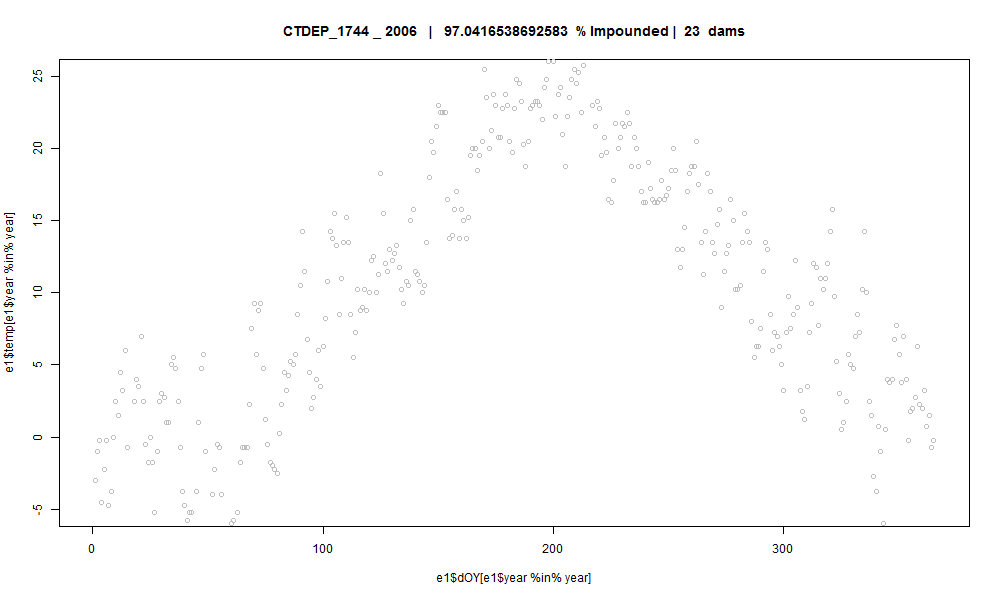 CTDEP_1744 _ 2006 | 97.0416538692583 % Impounded | 23 dams
e1$temp[e1$year %in% year]
25
20
15
10
5
0
-5
0 100 200 300
e1$dOY[e1$year %in% year]